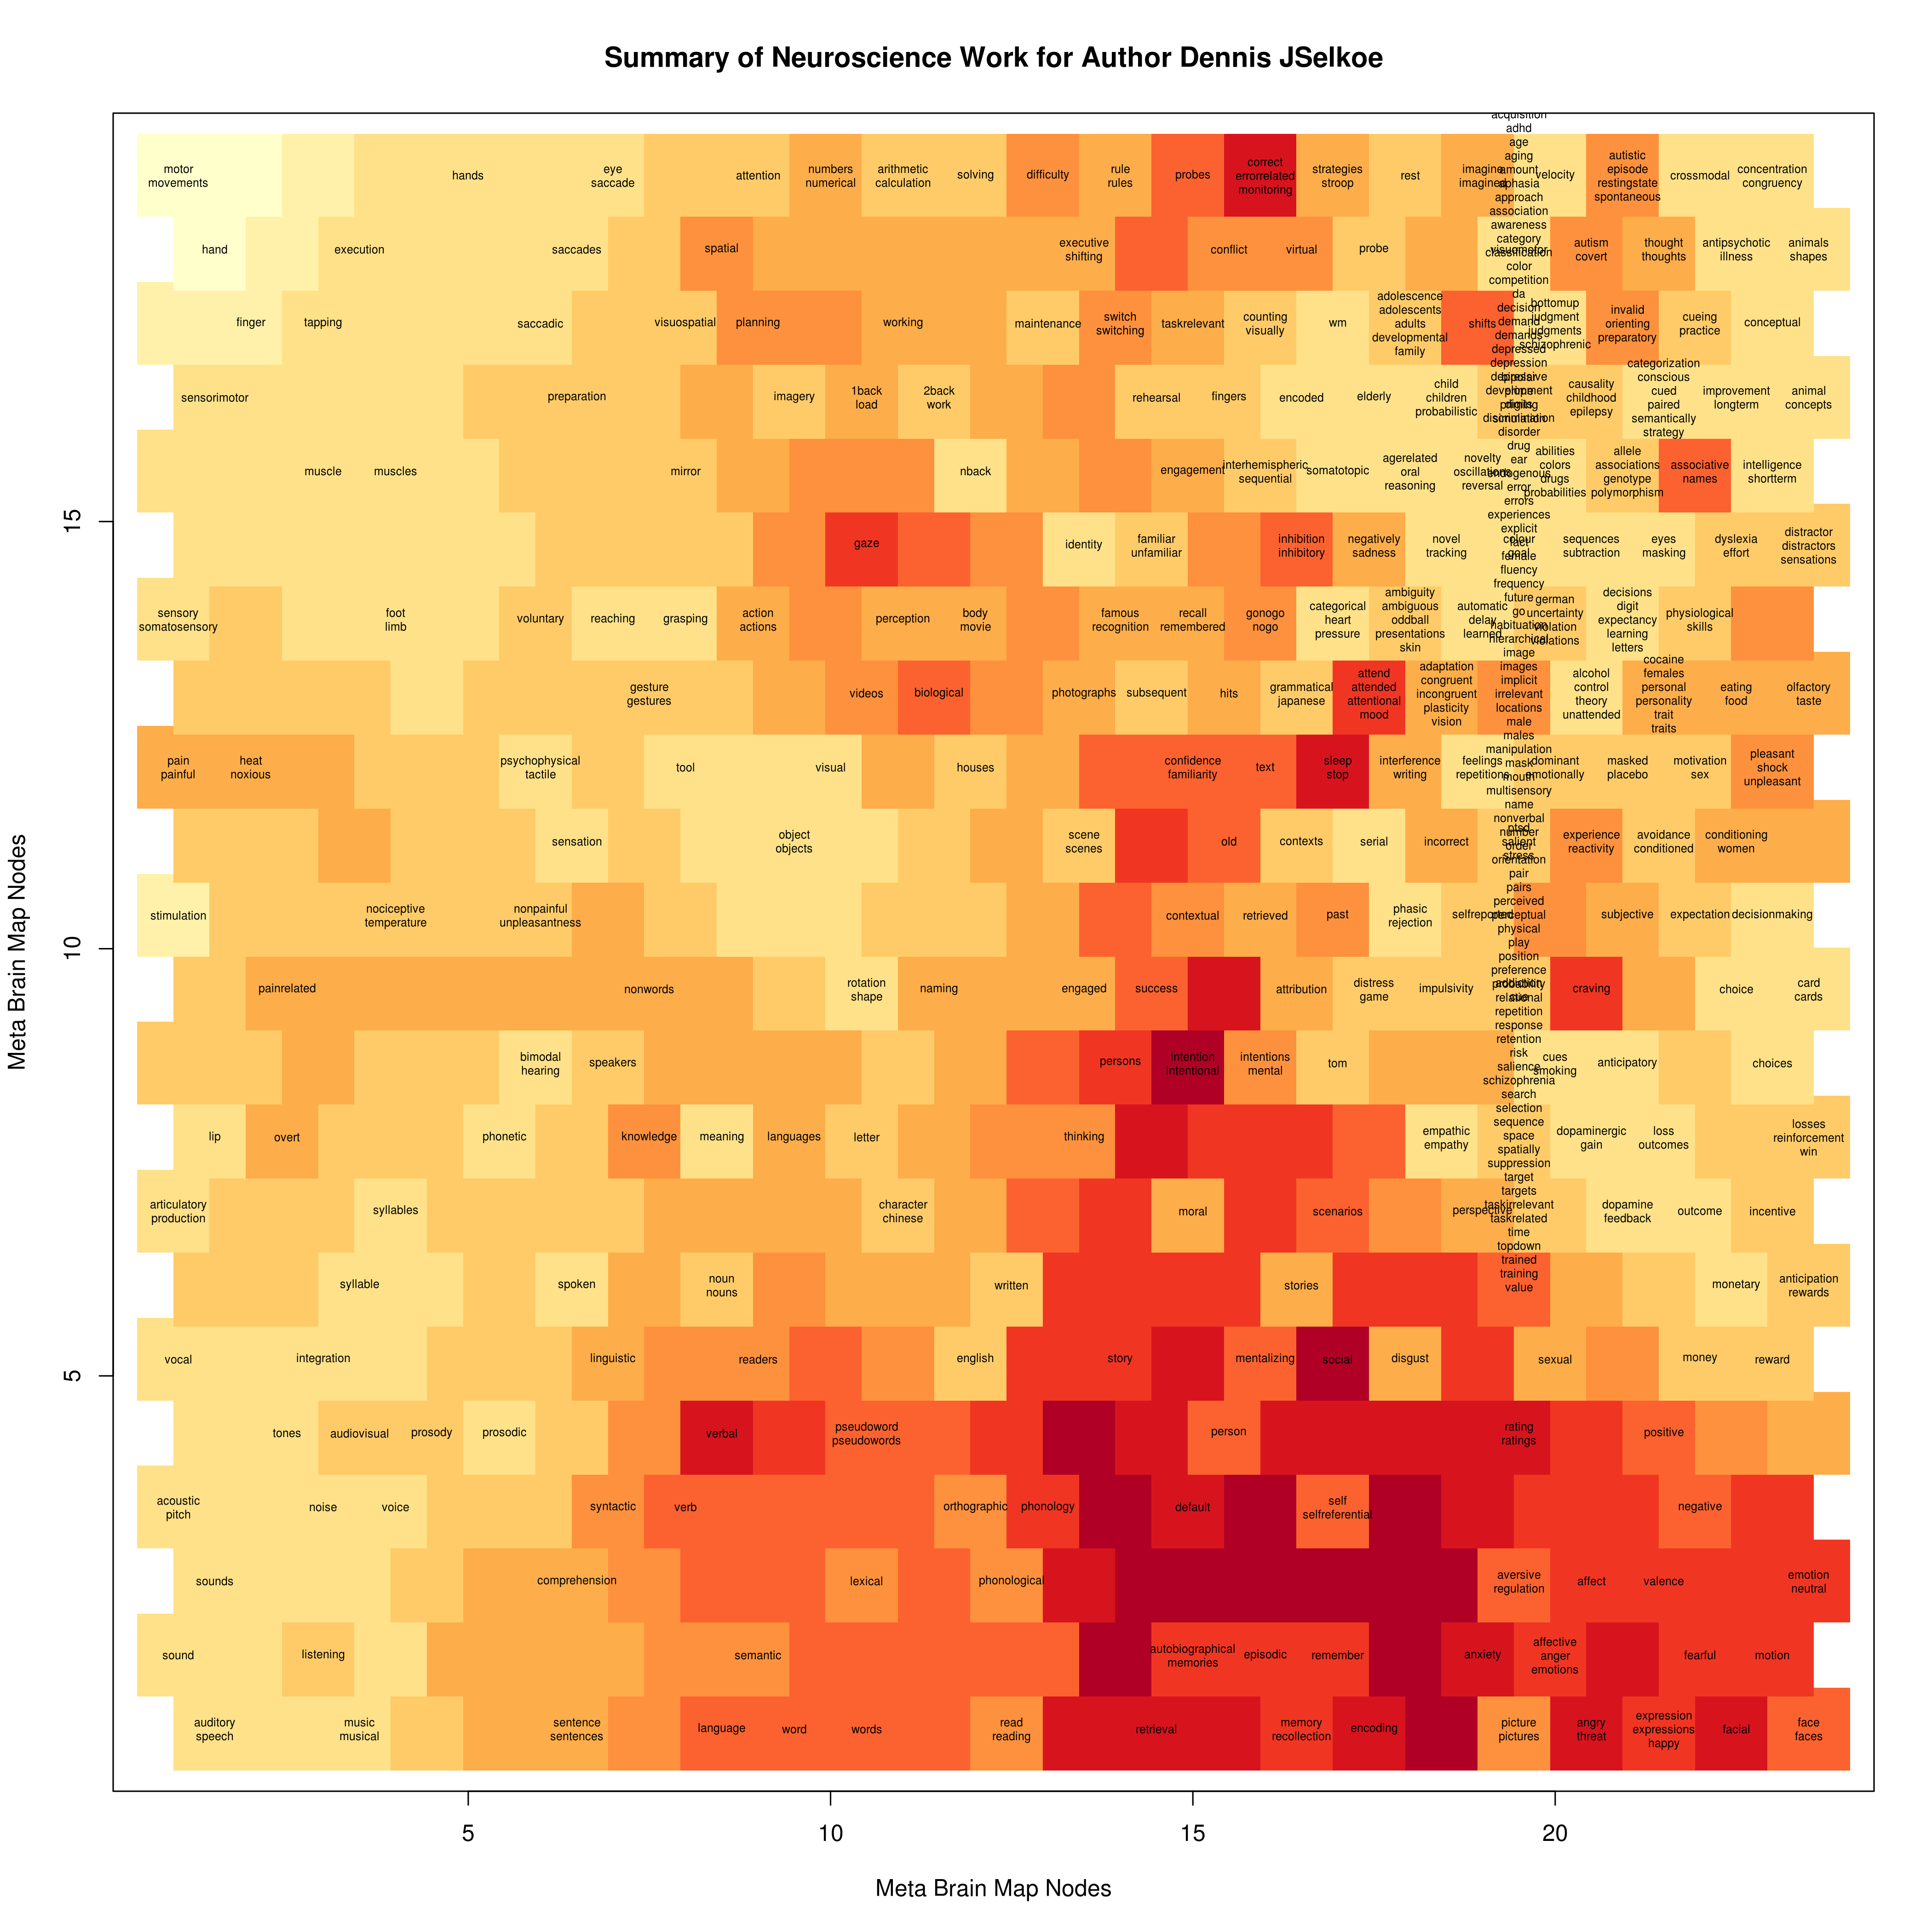 Summary of Neuroscience Work for Author Dennis JSelkoe
motor
movements
hands
eye
saccade
attention
numbers
numerical
arithmetic
calculation
solving
difficulty
rule
rules
probes
correct
errorrelated
monitoring
strategies
stroop
rest
imagine
imagined
velocity
autistic
episode
restingstate
spontaneous
crossmodal
concentration
congruency
hand
execution
saccades
spatial
executive
shifting
conflict
virtual
probe
visuomotor
autism
covert
thought
thoughts
antipsychotic
illness
animals
shapes
finger
tapping
saccadic
visuospatial
planning
working
maintenance
switch
switching
taskrelevant
counting
visually
wm
adolescence
adolescents
adults
developmental
family
shifts
bottomup
judgment
judgments
schizophrenic
invalid
orienting
preparatory
cueing
practice
conceptual
sensorimotor
preparation
imagery
1back
load
2back
work
rehearsal
fingers
encoded
elderly
child
children
probabilistic
causality
childhood
epilepsy
categorization
conscious
cued
paired
semantically
strategy
improvement
longterm
animal
concepts
muscle
muscles
mirror
nback
engagement
interhemispheric
sequential
somatotopic
agerelated
oral
reasoning
novelty
oscillations
reversal
abilities
colors
drugs
probabilities
allele
associations
genotype
polymorphism
associative
names
intelligence
shortterm
gaze
identity
familiar
unfamiliar
inhibition
inhibitory
negatively
sadness
novel
tracking
colour
goal
sequences
subtraction
eyes
masking
dyslexia
effort
distractor
distractors
sensations
sensory
somatosensory
foot
limb
voluntary
reaching
grasping
action
actions
perception
body
movie
famous
recognition
recall
remembered
gonogo
nogo
categorical
heart
pressure
ambiguity
ambiguous
oddball
presentations
skin
automatic
delay
learned
german
uncertainty
violation
violations
decisions
digit
expectancy
learning
letters
physiological
skills
gesture
gestures
videos
biological
photographs
subsequent
hits
grammatical
japanese
attend
attended
attentional
mood
adaptation
congruent
incongruent
plasticity
vision
alcohol
control
theory
unattended
cocaine
females
personal
personality
trait
traits
eating
food
olfactory
taste
pain
painful
heat
noxious
psychophysical
tactile
tool
visual
houses
confidence
familiarity
text
sleep
stop
interference
writing
feelings
repetitions
dominant
emotionally
masked
placebo
motivation
sex
pleasant
shock
unpleasant
sensation
object
objects
scene
scenes
old
contexts
serial
incorrect
ptsd
salient
stress
experience
reactivity
avoidance
conditioned
conditioning
women
stimulation
nociceptive
temperature
nonpainful
unpleasantness
contextual
retrieved
past
phasic
rejection
selfreported
subjective
expectation
decisionmaking
painrelated
nonwords
rotation
shape
naming
engaged
success
attribution
distress
game
impulsivity
addiction
cue
craving
choice
card
cards
bimodal
hearing
speakers
persons
intention
intentional
intentions
mental
tom
cues
smoking
anticipatory
choices
lip
overt
phonetic
knowledge
meaning
languages
letter
thinking
empathic
empathy
dopaminergic
gain
loss
outcomes
losses
reinforcement
win
articulatory
production
syllables
character
chinese
moral
scenarios
perspective
dopamine
feedback
outcome
incentive
syllable
spoken
noun
nouns
written
stories
monetary
anticipation
rewards
vocal
integration
linguistic
readers
english
story
mentalizing
social
disgust
sexual
money
reward
tones
audiovisual
prosody
prosodic
verbal
pseudoword
pseudowords
person
rating
ratings
positive
acoustic
pitch
noise
voice
syntactic
verb
orthographic
phonology
default
self
selfreferential
negative
sounds
comprehension
lexical
phonological
aversive
regulation
affect
valence
emotion
neutral
sound
listening
semantic
autobiographical
memories
episodic
remember
anxiety
affective
anger
emotions
fearful
motion
auditory
speech
music
musical
sentence
sentences
language
word
words
read
reading
retrieval
memory
recollection
encoding
picture
pictures
angry
threat
expression
expressions
happy
facial
face
faces
acquisition
adhd
age
aging
amount
aphasia
approach
association
awareness
category
classification
color
competition
da
decision
demand
demands
depressed
depression
depressive
development
digits
discrimination
disorder
drug
ear
endogenous
error
errors
experiences
explicit
fact
female
fluency
frequency
future
go
habituation
hierarchical
image
images
implicit
irrelevant
locations
male
males
manipulation
mask
mouth
multisensory
name
nonverbal
number
order
orientation
pair
pairs
perceived
perceptual
physical
play
position
preference
probability
relational
repetition
response
retention
risk
salience
schizophrenia
search
selection
sequence
space
spatially
suppression
target
targets
taskirrelevant
taskrelated
time
topdown
trained
training
value
5
10
15
5
10
15
20
Meta Brain Map Nodes
Meta Brain Map Nodes